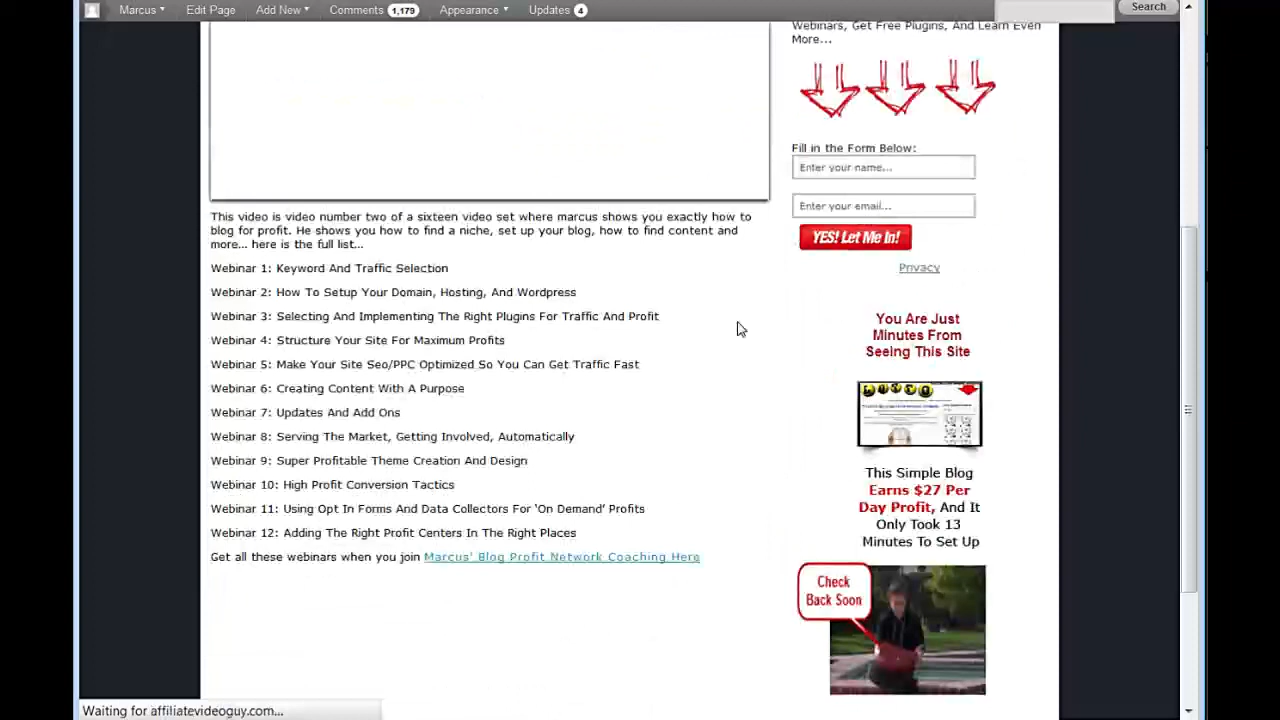 Marcus
Edit Page
Add New
Comments 1,179
Appearance
Updates 4
Search
Webinars, Get Free Plugins, And Learn Even
More...
Fill in the Form Below:
Enter your name...
Enter your email...
YES! Let Me In!
Privacy
This video is video number two of a sixteen video set where marcus shows you exactly how to
blog for profit. He shows you how to find a niche, set up your blog, how to find content and
more... here is the full list...
Webinar 1: Keyword And Traffic Selection
Webinar 2: How To Setup Your Domain, Hosting, And Wordpress
Webinar 3: Selecting And Implementing The Right Plugins For Traffic And Profit
Webinar 4: Structure Your Site For Maximum Profits
Webinar 5: Make Your Site Seo/PPC Optimized So You Can Get Traffic Fast
Webinar 6: Creating Content With A Purpose
Webinar 7: Updates And Add Ons
Webinar 8: Serving The Market, Getting Involved, Automatically
Webinar 9: Super Profitable Theme Creation And Design
Webinar 10: High Profit Conversion Tactics
Webinar 11: Using Opt In Forms And Data Collectors For ‘On Demand’ Profits
Webinar 12: Adding The Right Profit Centers In The Right Places
Get all these webinars when you join Marcus’ Blog Profit Network Coaching Here
You Are Just
Minutes From
Seeing This Site
This Simple Blog
Earns $27 Per
Day Profit, And It
Only Took 13
Minutes To Set Up
Check
Back Soon
Waiting for affiliatevideoguy.com...